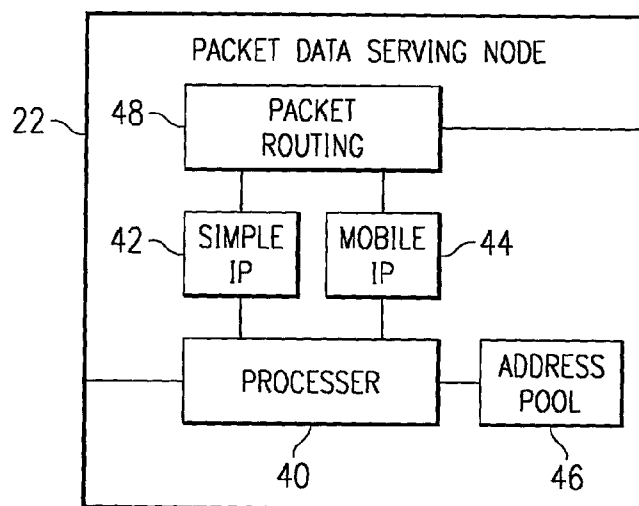 PACKET DATA SERVING NODE
22
48
PACKET
ROUTING
42
SIMPLE
IP
MOBILE
IP
44
PROCESSER
ADDRESS
POOL
40
46